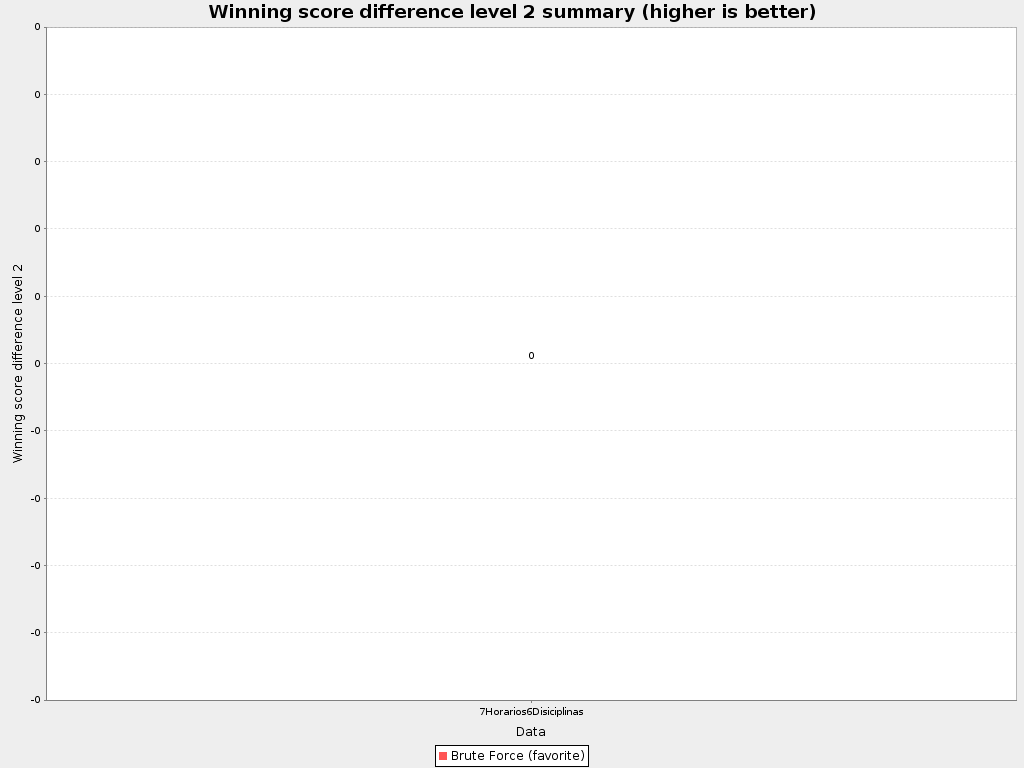 Winning score difference level 2 summary (higher is better)
0
0
0
0
0
0
-0
-0
-0
-0
-0
Winning score difference level 2
0
7Horarios6Disiciplinas
Data
Brute Force (favorite)